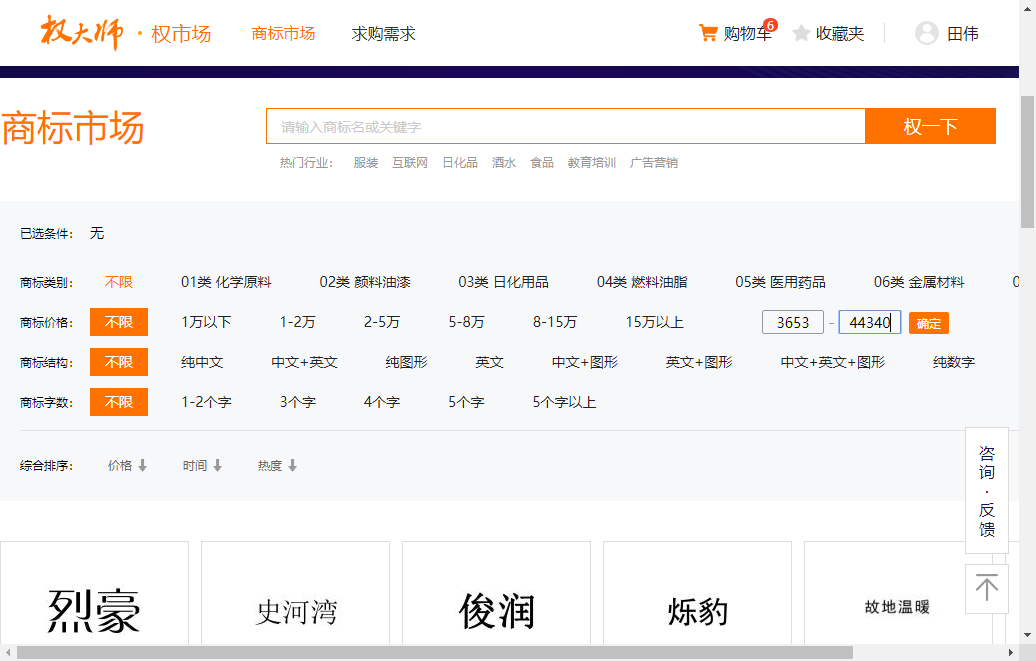 权大师 · 权市场 商标市场 求购需求 购物车 6 收藏夹 田伟
商标市场 请输入商标名或关键字 权一下
热门行业： 服装 互联网 日化品 酒水 食品 教育培训 广告营销
已选条件： 无
商标类别： 不限 01类 化学原料 02类 颜料油漆 03类 日化用品 04类 燃料油脂 05类 医用药品 06类 金属材料 0
商标价格： 不限 1万以下 1-2万 2-5万 5-8万 8-15万 15万以上 3653 - 44340 确定
商标结构： 不限 纯中文 中文+英文 纯图形 英文 中文+图形 英文+图形 中文+英文+图形 纯数字
商标字数： 不限 1-2个字 3个字 4个字 5个字 5个字以上
综合排序： 价格 时间 热度
咨询·反馈
烈豪 史河湾 俊润 烁豹 故地温暖